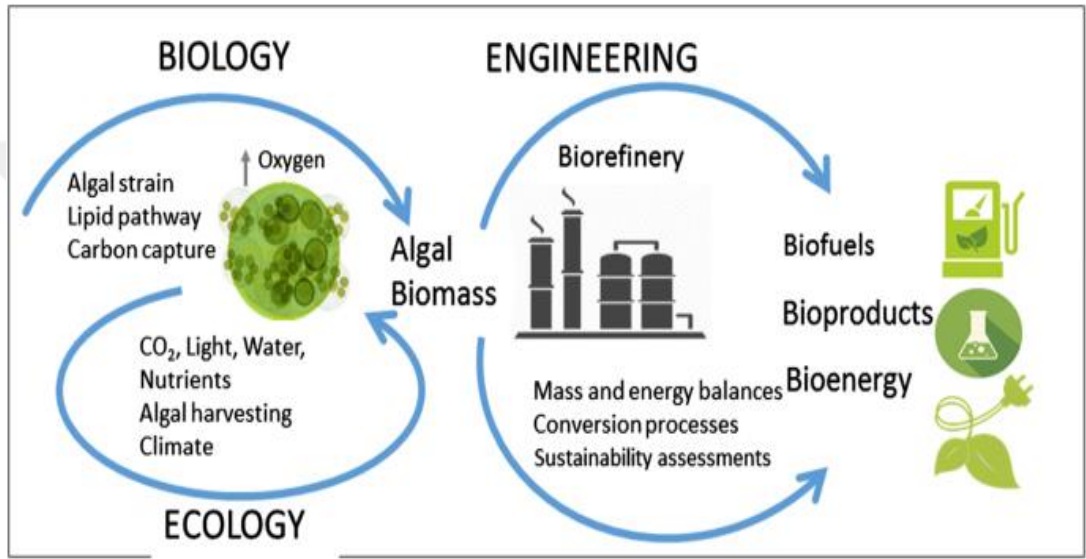 BIOLOGY
ENGINEERING
Oxygen
Algal strain
Lipid pathway
Carbon capture
Algal
Biomass
CO₂, Light, Water,
Nutrients
Algal harvesting
Climate
ECOLOGY
Biorefinery
Mass and energy balances
Conversion processes
Sustainability assessments
Biofuels
Bioproducts
Bioenergy